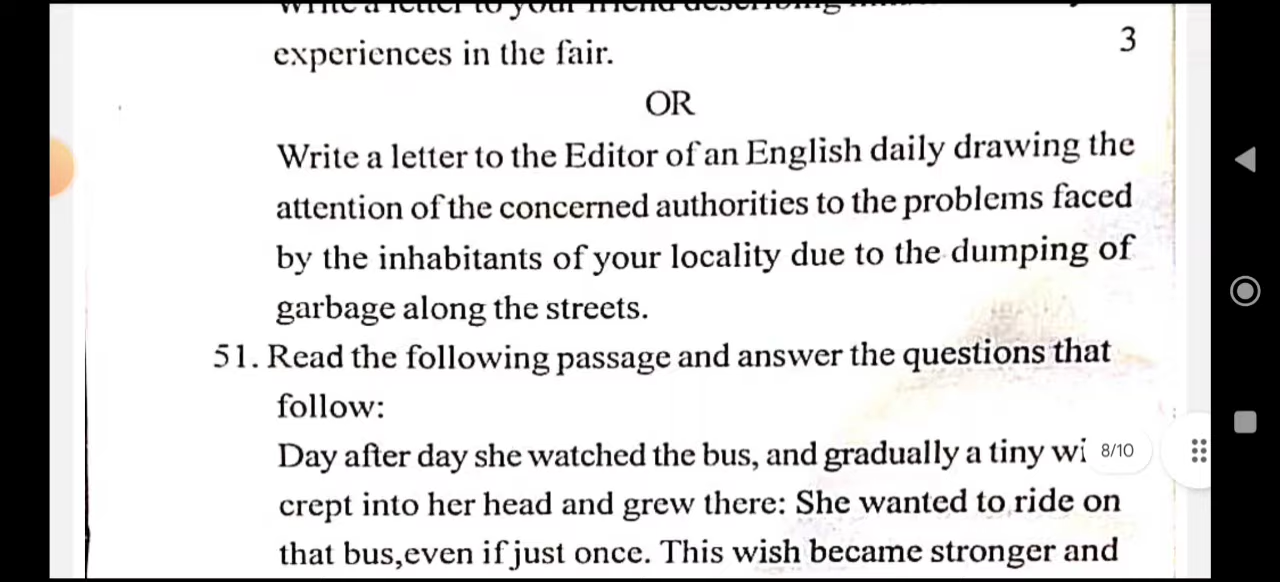 experiences in the fair.
3
OR
Write a letter to the Editor of an English daily drawing the
attention of the concerned authorities to the problems faced
by the inhabitants of your locality due to the dumping of
garbage along the streets.
51. Read the following passage and answer the questions that
follow:
Day after day she watched the bus, and gradually a tiny
8/10
crept into her head and grew there: She wanted to ride on
that bus,even if just once. This wish became stronger and